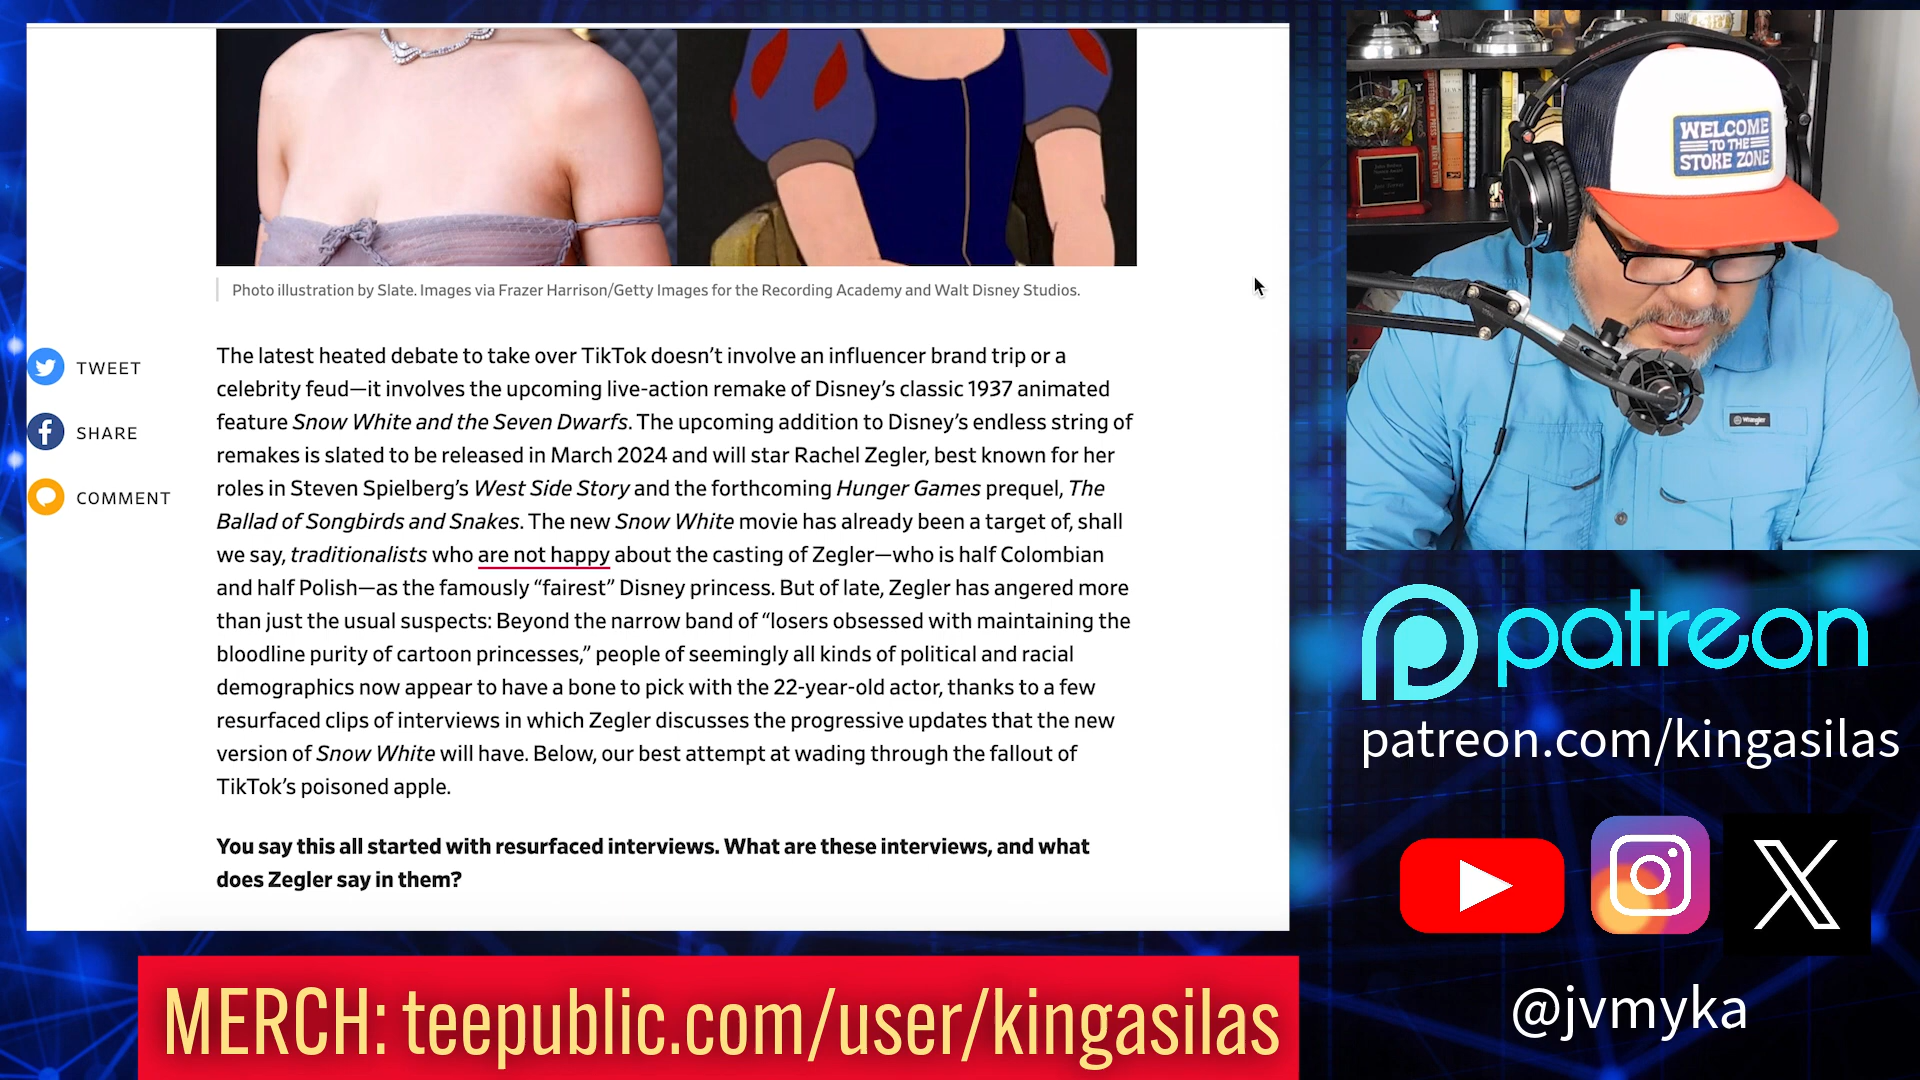 Photo illustration by Slate. Images via Frazer Harrison/Getty Images for the Recording Academy and Walt Disney Studios.
TWEET
SHARE
COMMENT
The latest heated debate to take over TikTok doesn’t involve an influencer brand trip or a
celebrity feud—it involves the upcoming live-action remake of Disney’s classic 1937 animated
feature Snow White and the Seven Dwarfs. The upcoming addition to Disney’s endless string of
remakes is slated to be released in March 2024 and will star Rachel Zegler, best known for her
roles in Steven Spielberg’s West Side Story and the forthcoming Hunger Games prequel, The
Ballad of Songbirds and Snakes. The new Snow White movie has already been a target of, shall
we say, traditionalists who are not happy about the casting of Zegler—who is half Colombian
and half Polish—as the famously “fairest” Disney princess. But of late, Zegler has angered more
than just the usual suspects: Beyond the narrow band of “losers obsessed with maintaining the
bloodline purity of cartoon princesses,” people of seemingly all kinds of political and racial
demographics now appear to have a bone to pick with the 22-year-old actor, thanks to a few
resurfaced clips of interviews in which Zegler discusses the progressive updates that the new
version of Snow White will have. Below, our best attempt at wading through the fallout of
TikTok’s poisoned apple.
You say this all started with resurfaced interviews. What are these interviews, and what
does Zegler say in them?
WELCOME
TO THE
STOKE ZONE
Wrangler
patreon
patreon.com/kingasilas
@jvmyka
MERCH: teepublic.com/user/kingasilas